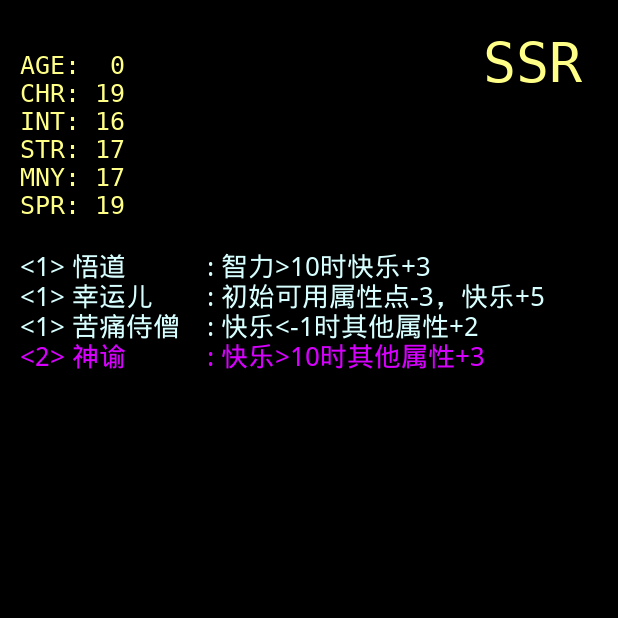 SSR
AGE: 0
CHR: 19
INT: 16
STR: 17
MNY: 17
SPR: 19
<1> 悟道 : 智力>10时快乐+3
<1> 幸运儿 : 初始可用属性点-3，快乐+5
<1> 苦痛侍僧 : 快乐<-1时其他属性+2
<2> 神谕 : 快乐>10时其他属性+3